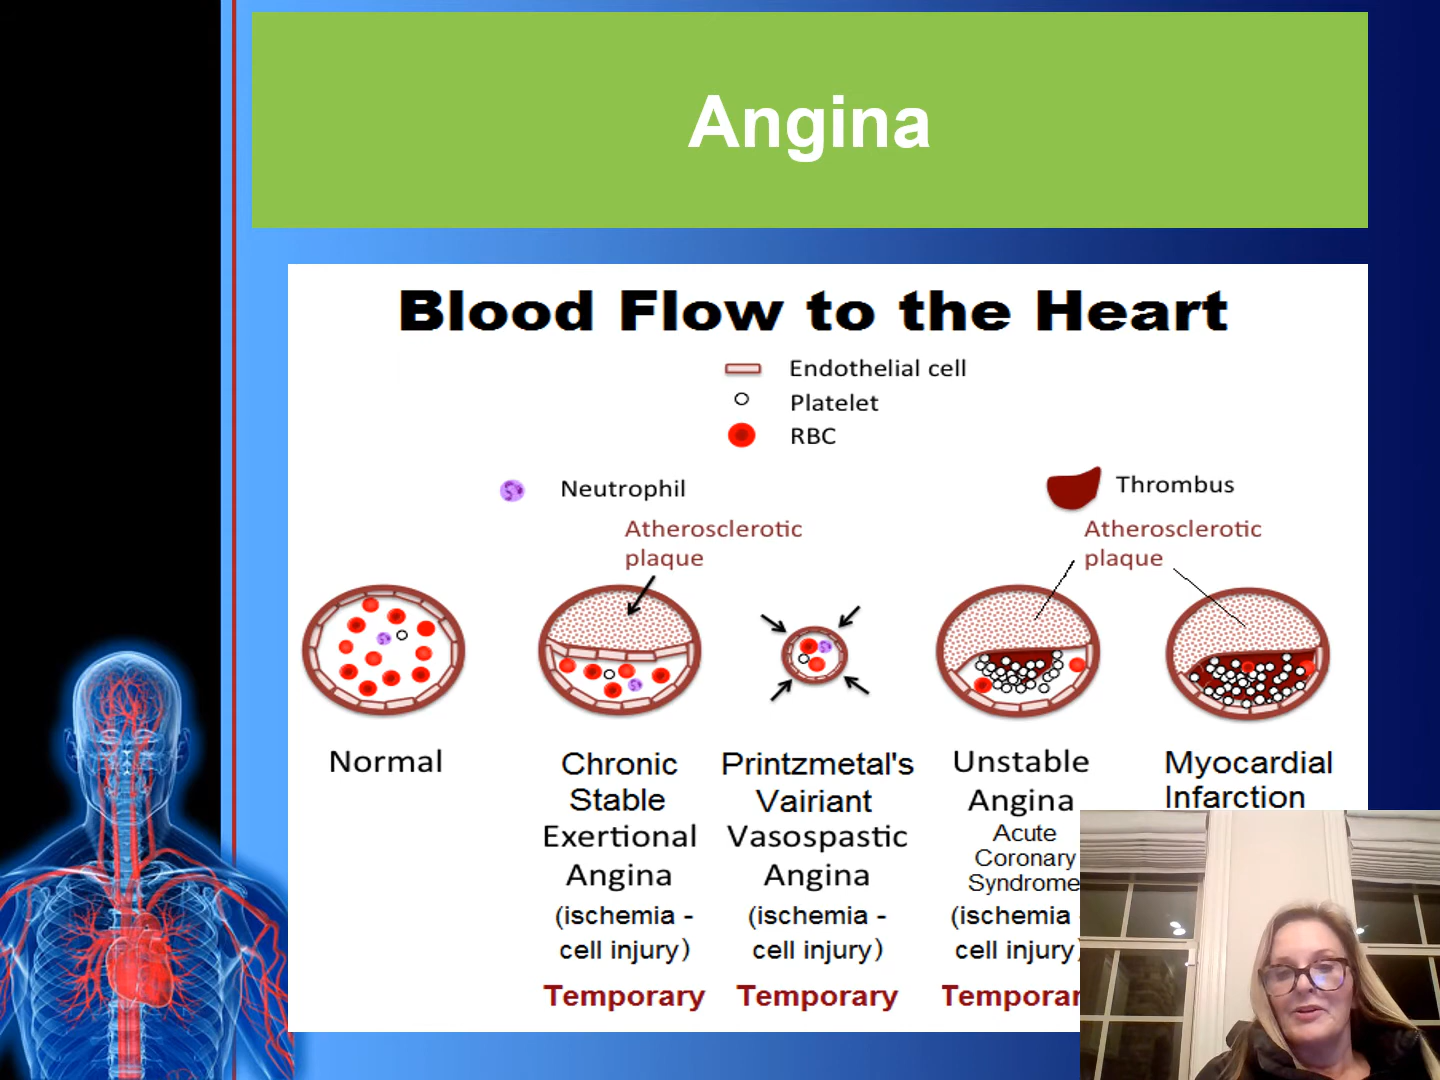 Angina
Blood Flow to the Heart
Endothelial cell
Platelet
RBC
Neutrophil
Thrombus
Atherosclerotic
plaque
Atherosclerotic
plaque
Normal
Chronic
Stable
Exertional
Angina
(ischemia -
cell injury)
Temporary
Printzmetal's
Vairiant
Vasospastic
Angina
(ischemia -
cell injury)
Temporary
Unstable
Angina
Acute
Coronary
Syndrome
(ischemia -
cell injury)
Temporar
Myocardial
Infarction